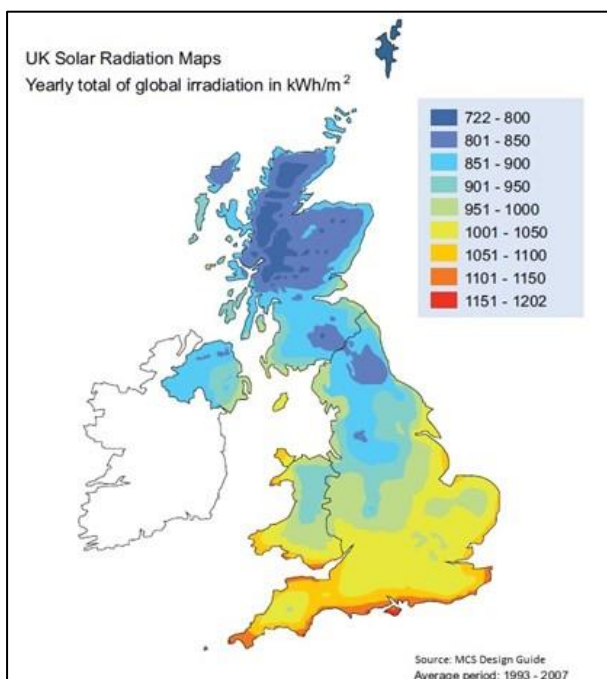 UK Solar Radiation Maps
Yearly total of global irradiation in kWh/m²
722 - 800
801 - 850
851 - 900
901 - 950
951 - 1000
1001 - 1050
1051 - 1100
1101 - 1150
1151 - 1202
Source: MCS Design Guide
Average period: 1993 - 2007